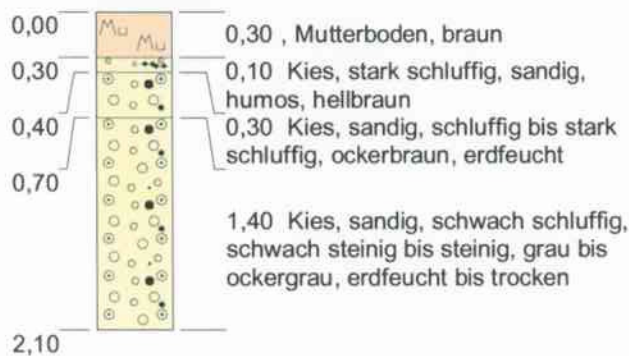 0,00
Mu
Mu
0,30 , Mutterboden, braun
0,30
0,10 Kies, stark schluffig, sandig,
humos, hellbraun
0,40
0,30 Kies, sandig, schluffig bis stark
schluffig, ockerbraun, erdfeucht
0,70
1,40 Kies, sandig, schwach schluffig,
schwach steinig bis steinig, grau bis
ockergrau, erdfeucht bis trocken
2,10